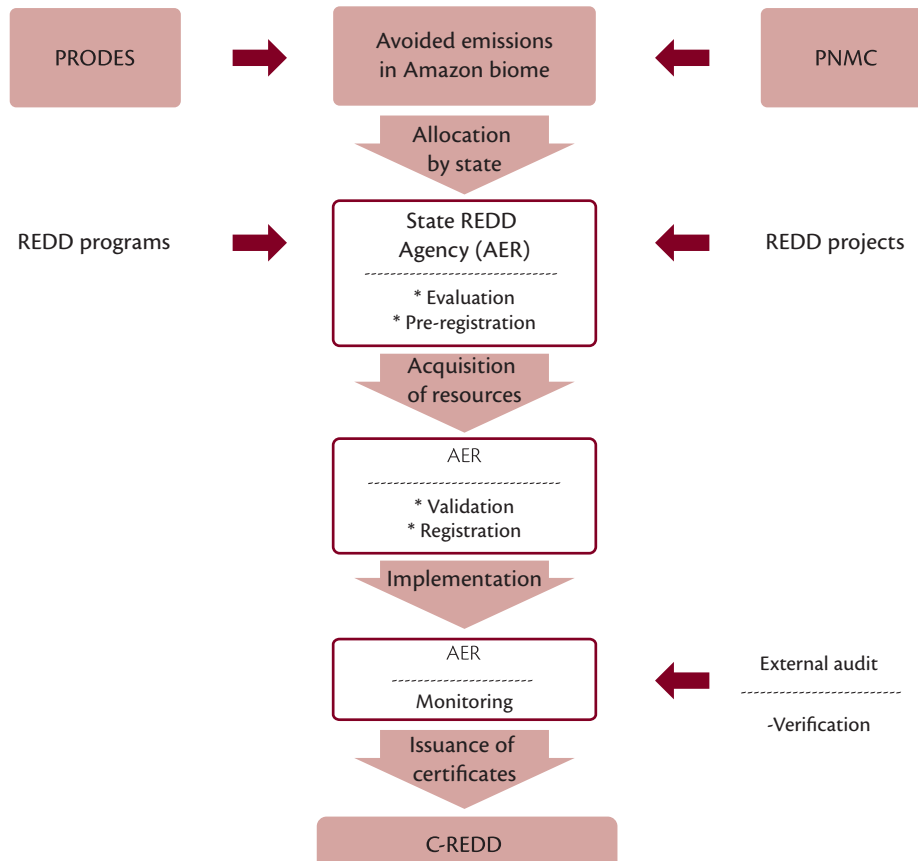 PRODES
Avoided emissions
in Amazon biome
PNMC
Allocation
by state
REDD programs
State REDD
Agency (AER)
* Evaluation
* Pre-registration
REDD projects
Acquisition
of resources
AER
* Validation
* Registration
Implementation
AER
Monitoring
External audit
-Verification
Issuance of
certificates
C-REDD